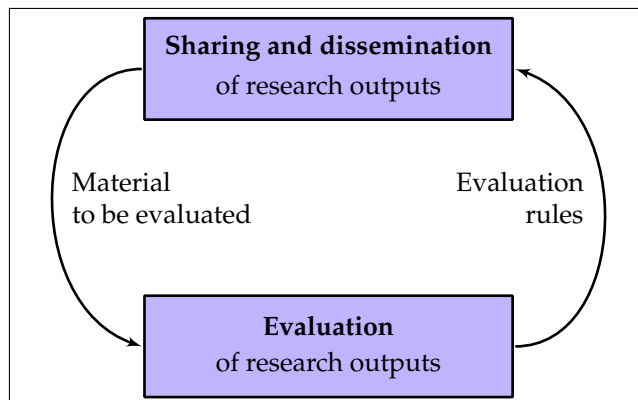 Sharing and dissemination
of research outputs
Material
to be evaluated
Evaluation
rules
Evaluation
of research outputs